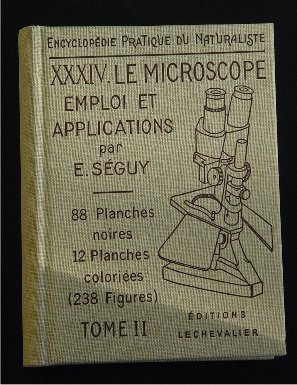 ENCYCLOPÉDIE PRATIQUE DU NATURALISTE
XXXIV. LE MICROSCOPE
EMPLOI ET
APPLICATIONS
par
E. SÉGUY
88 Planches
noires
12 Planches
coloriées
(238 Figures)
TOME II
ÉDITIONS
LECHEVALIER